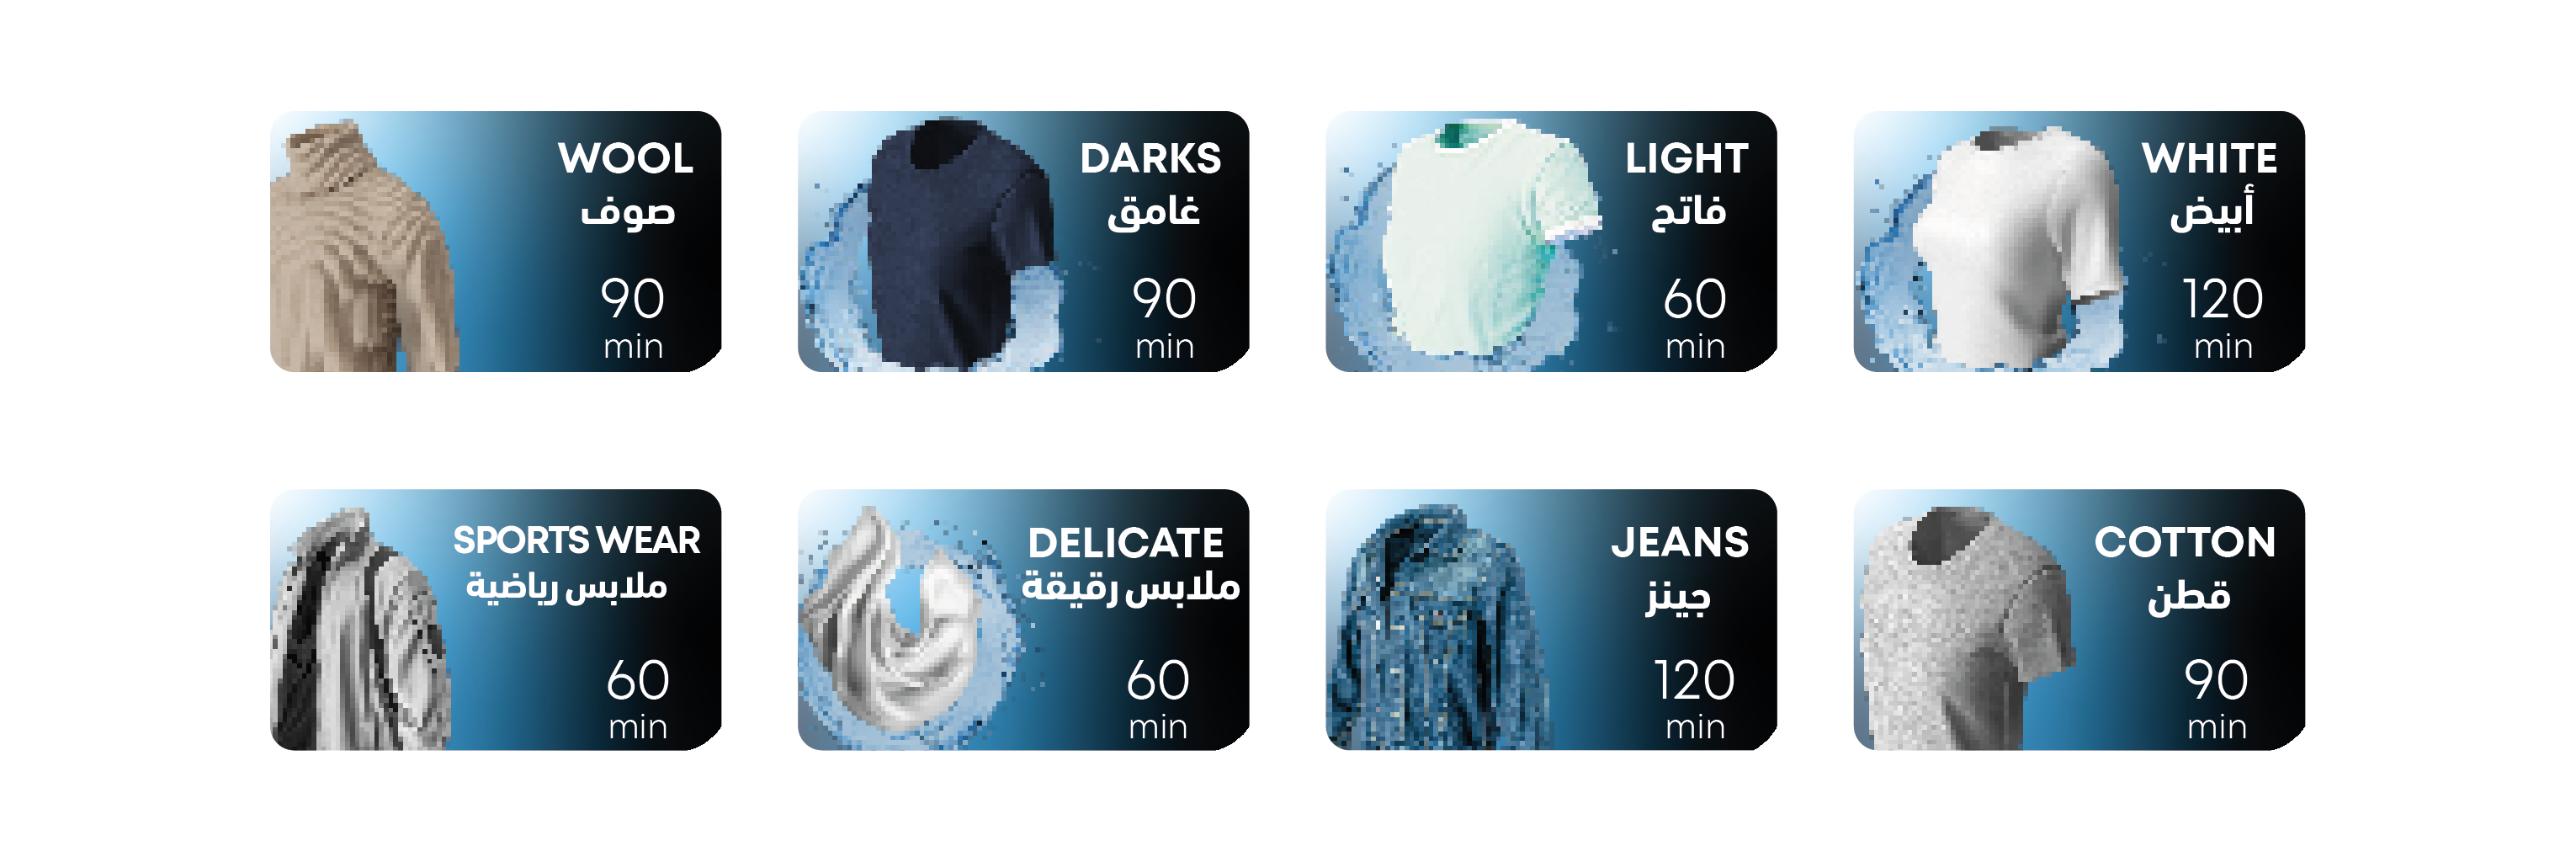 WOOL
صوف
90
min
DARKS
غامق
90
min
LIGHT
فاتح
60
min
WHITE
أبيض
120
min
SPORTS WEAR
ملابس رياضية
60
min
DELICATE
ملابس رقيقة
60
min
JEANS
جينز
120
min
COTTON
قطن
90
min